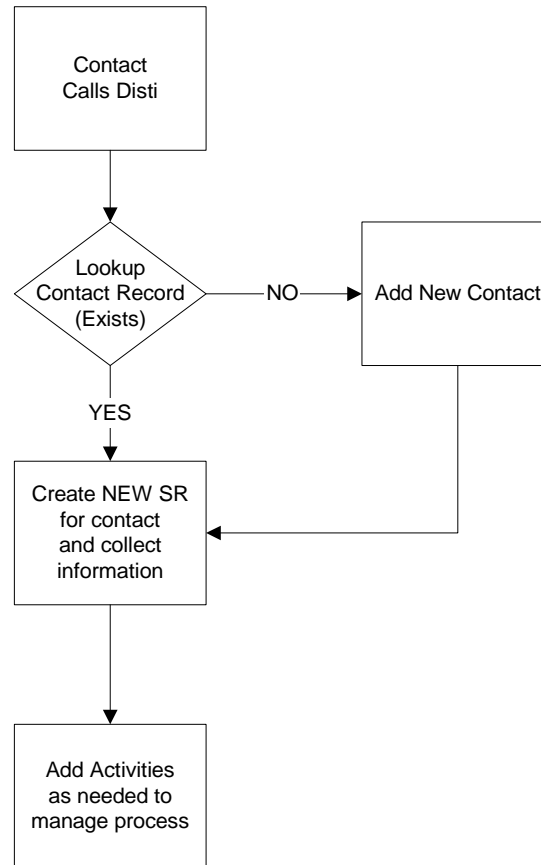 Contact
Calls Disti
Lookup
Contact Record
(Exists)
NO
Add New Contact
YES
Create NEW SR
for contact
and collect
information
Add Activities
as needed to
manage process